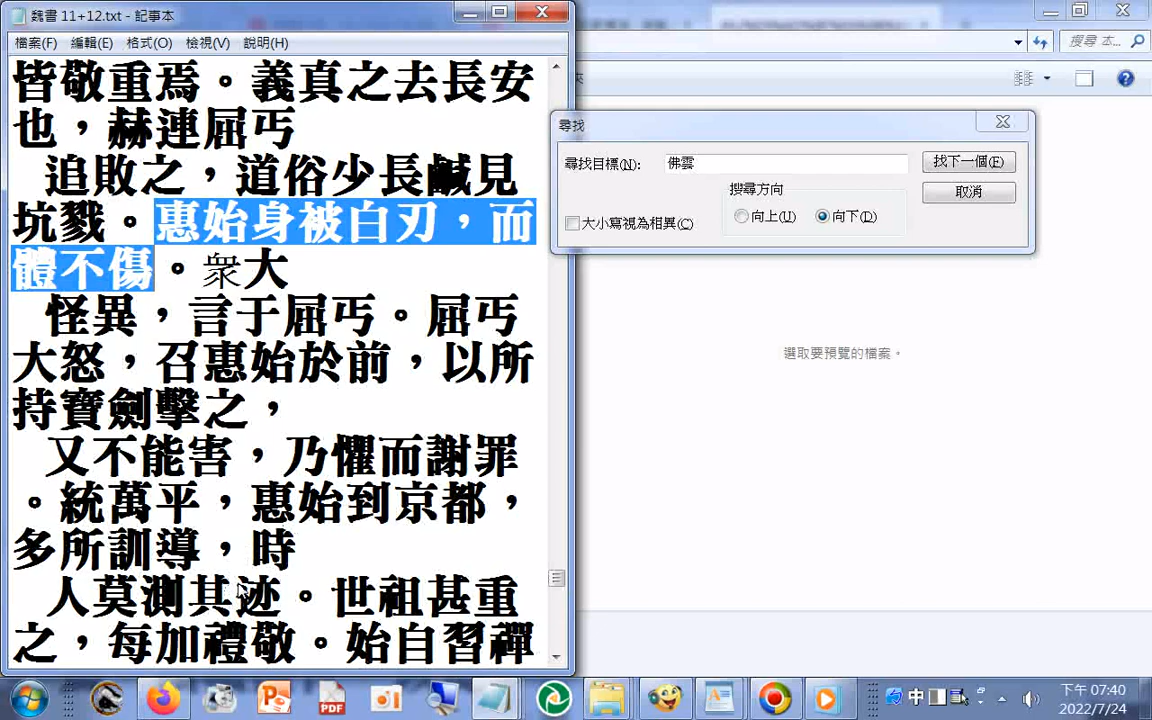 魏書 11+12.txt - 記事本
檔案(F) 編輯(E) 格式(O) 檢視(V) 說明(H)
皆敬重焉。義真之去長安
也，赫連屈丐
追敗之，道俗少長鹹見
坑戮。惠始身被白刃，而
體不傷。衆大
怪異，言于屈丐。屈丐
大怒，召惠始於前，以所
持寶劍擊之，
又不能害，乃懼而謝罪
。統萬平，惠始到京都，
多所訓導，時
人莫測其迹。世祖甚重
之，每加禮敬。始自習禪
搜尋 本...
尋找
尋找目標(N): 佛雲
找下一個(F)
搜尋方向
取消
大小寫視為相異(C)
向上(U) 向下(D)
選取要預覽的檔案。
中
下午 07:40
2022/7/24